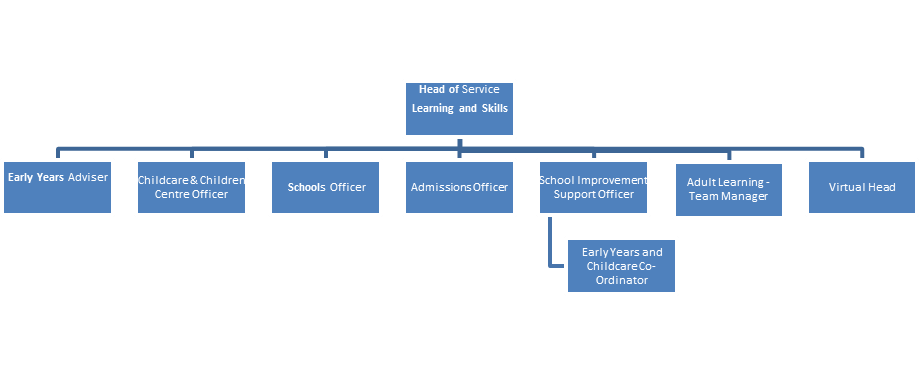 Head of Service
Learning and Skills
Early Years Adviser
Childcare & Children
Centre Officer
Schools Officer
Admissions Officer
School Improvement
Support Officer
Adult Learning -
Team Manager
Virtual Head
Early Years and
Childcare Co-
Ordinator